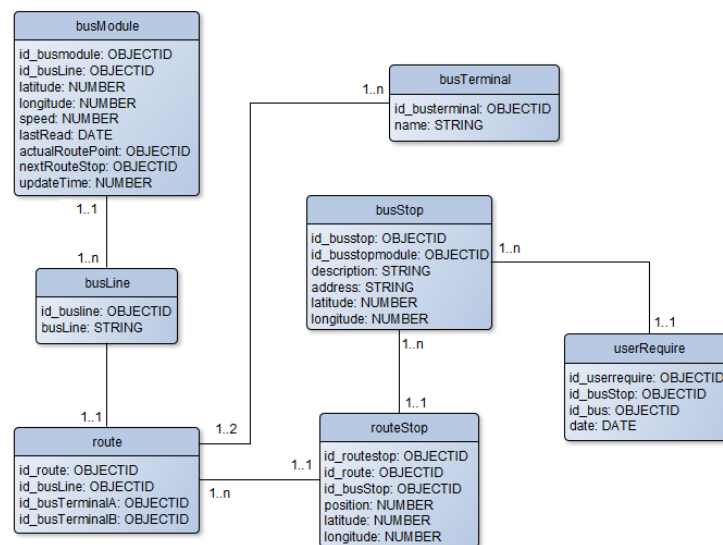 busModule
id_busmodule: OBJECTID
id_busLine: OBJECTID
latitude: NUMBER
longitude: NUMBER
speed: NUMBER
lastRead: DATE
actualRoutePoint: OBJECTID
nextRouteStop: OBJECTID
updateTime: NUMBER
1..1
1..n
busLine
id_busline: OBJECTID
busLine: STRING
1..1
route
id_route: OBJECTID
id_busLine: OBJECTID
id_busTerminalA: OBJECTID
id_busTerminalB: OBJECTID
1..2
1..n
busTerminal
id_busterminal: OBJECTID
name: STRING
busStop
id_busstop: OBJECTID
id_busstopmodule: OBJECTID
description: STRING
address: STRING
latitude: NUMBER
longitude: NUMBER
1..n
1..1
1..n
1..1
routeStop
id_routestop: OBJECTID
id_route: OBJECTID
id_busStop: OBJECTID
position: NUMBER
latitude: NUMBER
longitude: NUMBER
1..1
1..n
userRequire
id_userrequire: OBJECTID
id_busStop: OBJECTID
id_bus: OBJECTID
date: DATE